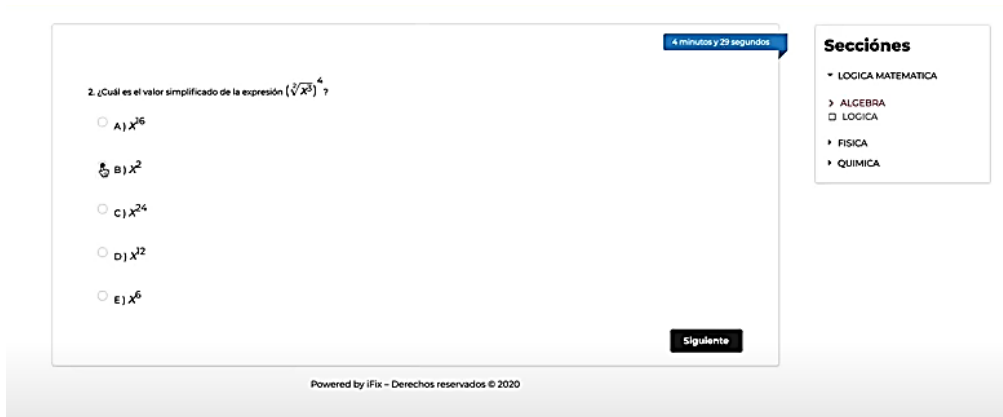 4 minutos y 29 segundos
2. ¿Cuál es el valor simplificado de la expresión (∛x³)⁴ ?
A) X¹⁶
B) X²
C) X²⁴
D) X¹²
E) X⁶
Siguiente
Powered by iFix – Derechos reservados © 2020
Secciónes
LOGICA MATEMATICA
ALGEBRA
LOGICA
FISICA
QUIMICA